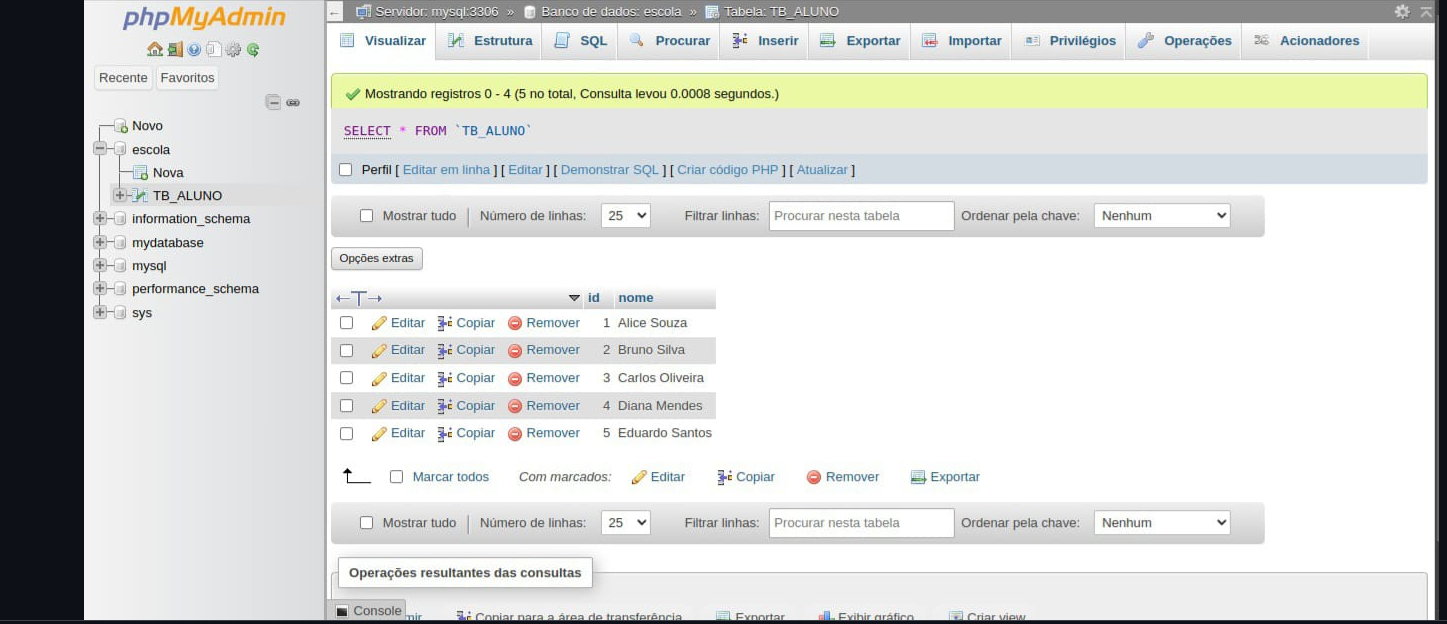 phpMyAdmin
Recente Favoritos
Novo
escola
Nova
TB_ALUNO
information_schema
mydatabase
mysql
performance_schema
sys
Servidor: mysql:3306 » Banco de dados: escola » Tabela: TB_ALUNO
Visualizar Estrutura SQL Procurar Inserir Exportar Importar Privilégios Operações Acionadores
Mostrando registros 0 - 4 (5 no total, Consulta levou 0.0008 segundos.)
SELECT * FROM `TB_ALUNO`
Perfil [ Editar em linha ] [ Editar ] [ Demonstrar SQL ] [ Criar código PHP ] [ Atualizar ]
Mostrar tudo | Número de linhas: 25 Filtrar linhas: Procurar nesta tabela Ordenar pela chave: Nenhum
Opções extras
id nome
Editar Copiar Remover 1 Alice Souza
Editar Copiar Remover 2 Bruno Silva
Editar Copiar Remover 3 Carlos Oliveira
Editar Copiar Remover 4 Diana Mendes
Editar Copiar Remover 5 Eduardo Santos
Marcar todos Com marcados: Editar Copiar Remover Exportar
Mostrar tudo | Número de linhas: 25 Filtrar linhas: Procurar nesta tabela Ordenar pela chave: Nenhum
Operações resultantes das consultas
Console Copiar para a área de transferência Exportar Exibir gráfico Criar view